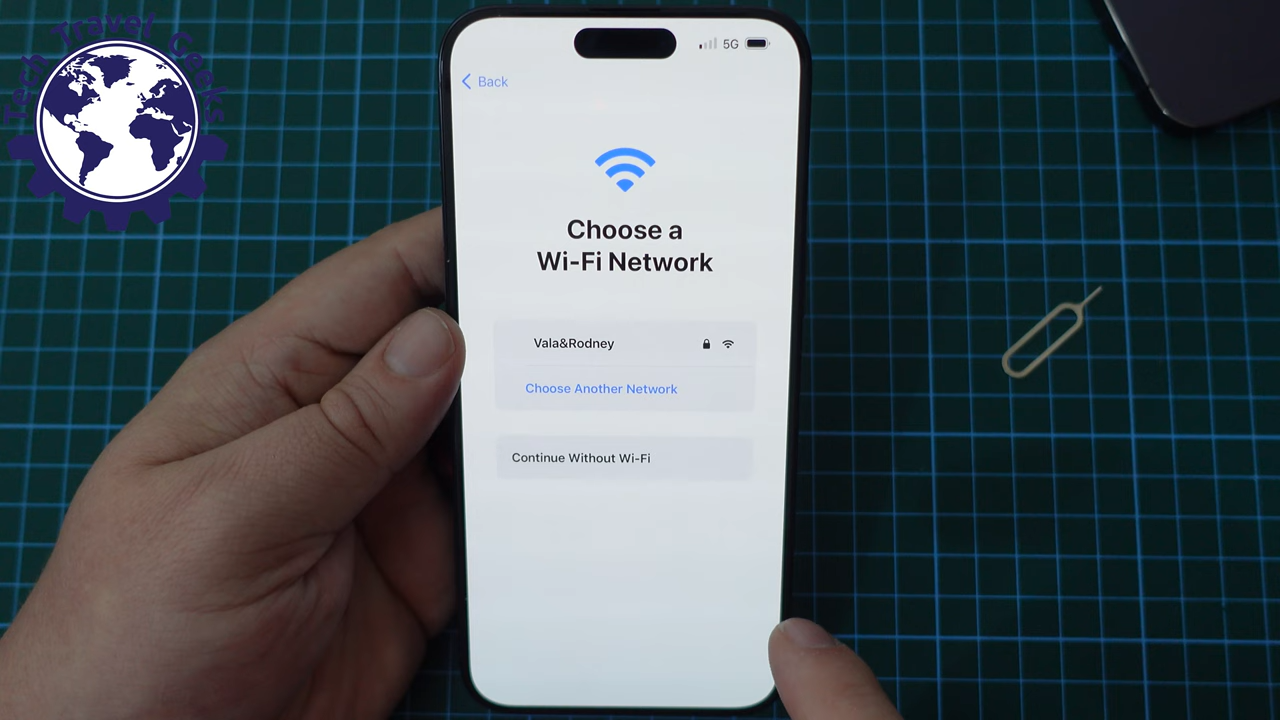 Tech Travel Geeks
5G
Back
Choose a
Wi-Fi Network
Vala&Rodney
Choose Another Network
Continue Without Wi-Fi